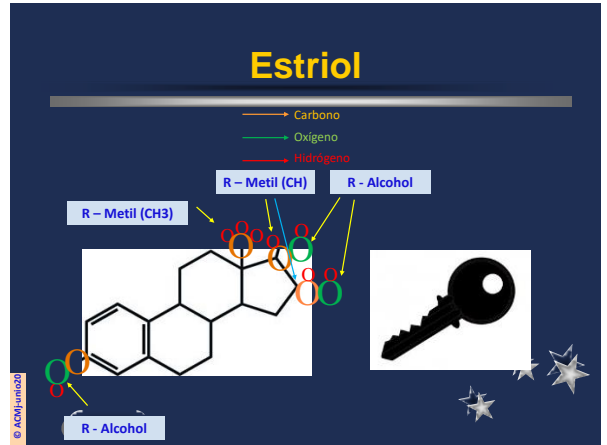 Estriol
Carbono
Oxígeno
Hidrógeno
R – Metil (CH)
R - Alcohol
R – Metil (CH3)
R - Alcohol
© ACMj-unio20